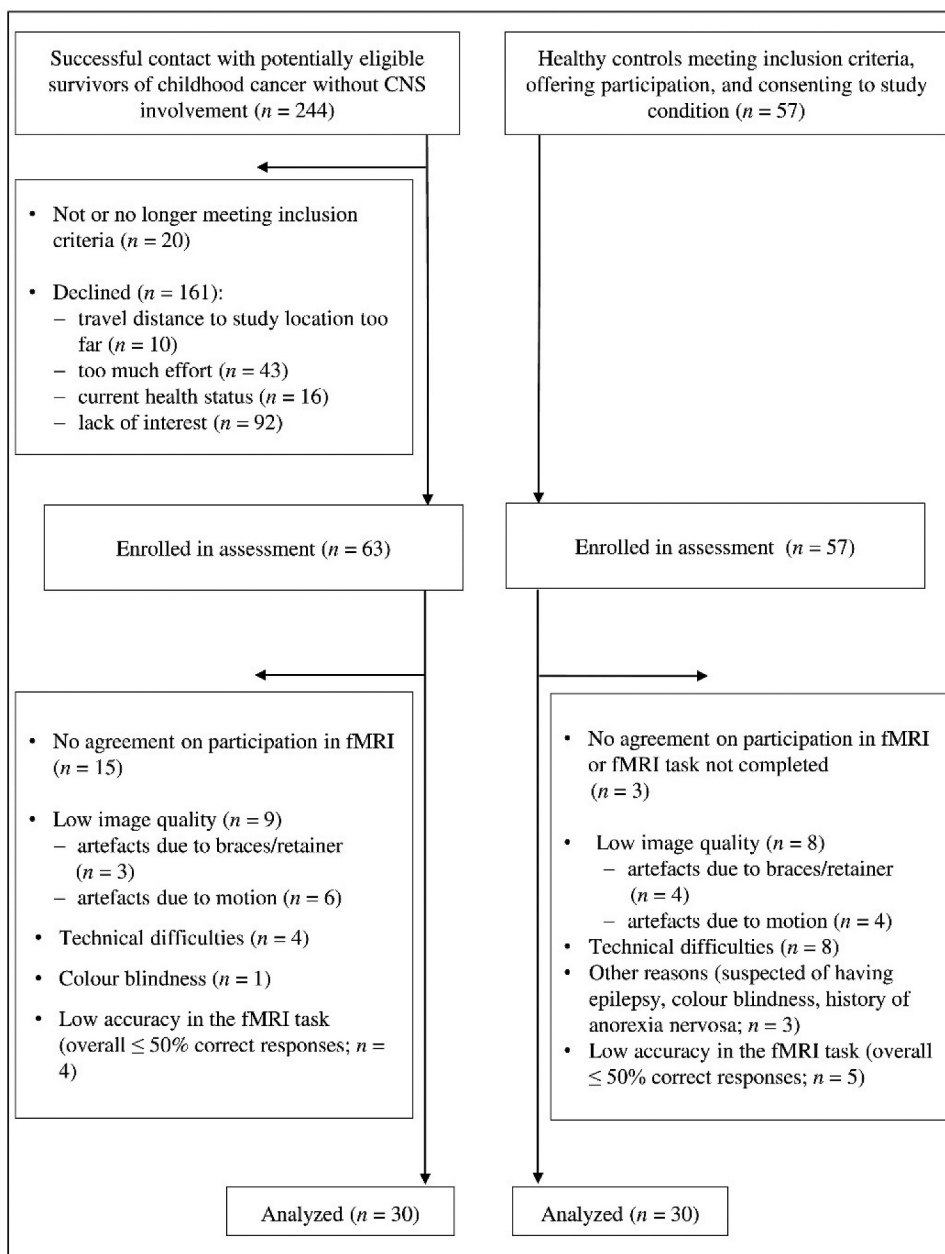 Successful contact with potentially eligible
survivors of childhood cancer without CNS
involvement (n = 244)
Healthy controls meeting inclusion criteria,
offering participation, and consenting to study
condition (n = 57)
• Not or no longer meeting inclusion
criteria (n = 20)
• Declined (n = 161):
– travel distance to study location too
far (n = 10)
– too much effort (n = 43)
– current health status (n = 16)
– lack of interest (n = 92)
Enrolled in assessment (n = 63)
Enrolled in assessment (n = 57)
• No agreement on participation in fMRI
(n = 15)
• Low image quality (n = 9)
– artefacts due to braces/retainer
(n = 3)
– artefacts due to motion (n = 6)
• Technical difficulties (n = 4)
• Colour blindness (n = 1)
• Low accuracy in the fMRI task
(overall ≤ 50% correct responses; n =
4)
• No agreement on participation in fMRI
or fMRI task not completed
(n = 3)
• Low image quality (n = 8)
– artefacts due to braces/retainer
(n = 4)
– artefacts due to motion (n = 4)
• Technical difficulties (n = 8)
• Other reasons (suspected of having
epilepsy, colour blindness, history of
anorexia nervosa; n = 3)
• Low accuracy in the fMRI task (overall
≤ 50% correct responses; n = 5)
Analyzed (n = 30)
Analyzed (n = 30)